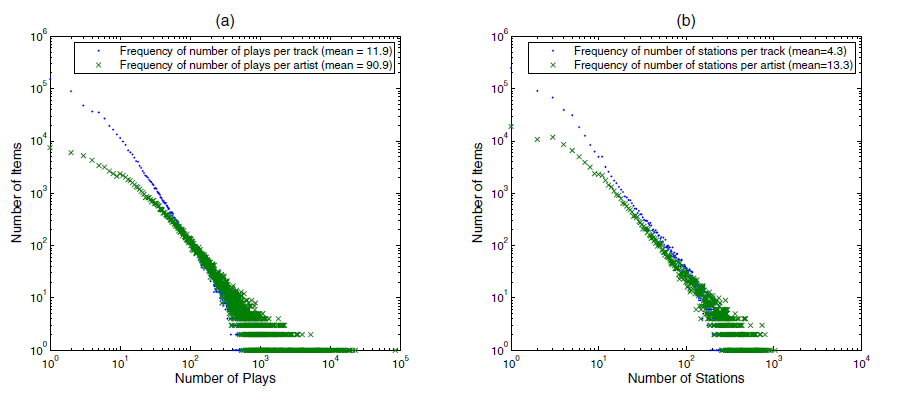 (a)
10^6
10^5
10^4
10^3
10^2
10^1
10^0
Number of Items
Frequency of number of plays per track (mean = 11.9)
Frequency of number of plays per artist (mean = 90.9)
10^0 10^1 10^2 10^3 10^4 10^5
Number of Plays
(b)
10^6
10^5
10^4
10^3
10^2
10^1
10^0
Number of Items
Frequency of number of stations per track (mean=4.3)
Frequency of number of stations per artist (mean=13.3)
10^0 10^1 10^2 10^3 10^4
Number of Stations